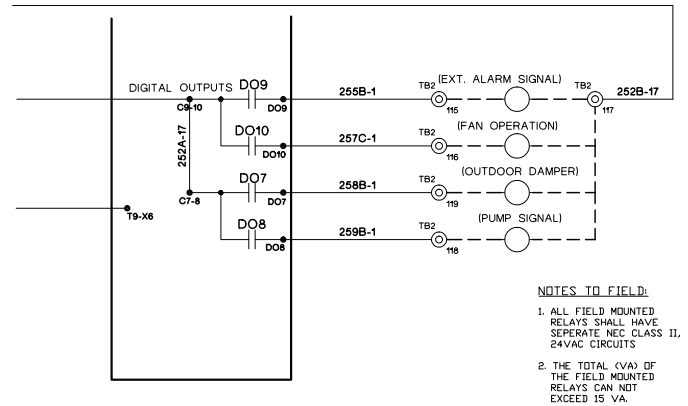 DIGITAL OUTPUTS
C9-10
DO9
DO9
255B-1
TB2
115
(EXT. ALARM SIGNAL)
TB2
117
252B-17
252A-17
DO10
DO10
257C-1
TB2
116
(FAN OPERATION)
C7-8
DO7
DO7
258B-1
TB2
119
(OUTDOOR DAMPER)
T9-X6
DO8
DO8
259B-1
TB2
118
(PUMP SIGNAL)
NOTES TO FIELD:
1. ALL FIELD MOUNTED
RELAYS SHALL HAVE
SEPERATE NEC CLASS II,
24VAC CIRCUITS
2. THE TOTAL (VA) OF
THE FIELD MOUNTED
RELAYS CAN NOT
EXCEED 15 VA.